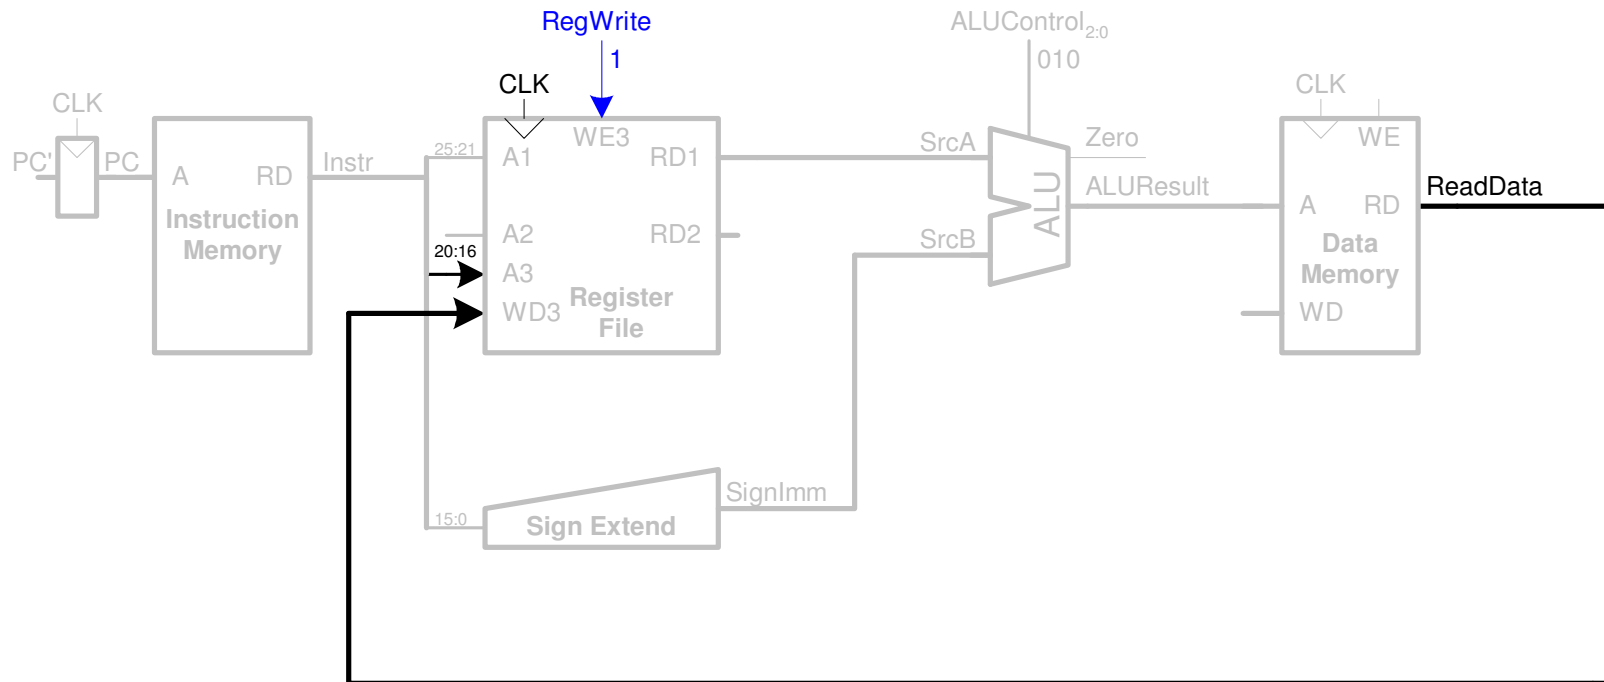 RegWrite
1
ALUControl2:0
010
CLK
CLK
CLK
PC'
PC
A
RD
Instruction
Memory
Instr
25:21
A1
WE3
RD1
A2
RD2
20:16
A3
WD3
Register
File
SrcA
SrcB
ALU
Zero
ALUResult
WE
A
RD
Data
Memory
WD
ReadData
15:0
Sign Extend
SignImm